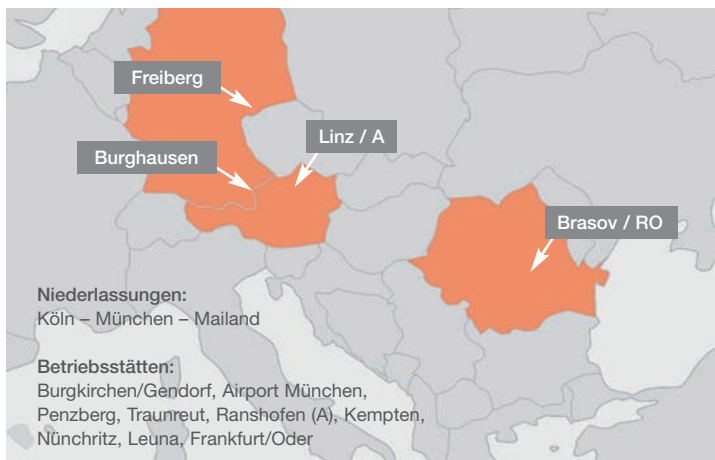 Freiberg
Linz / A
Burghausen
Brasov / RO
Niederlassungen:
Köln – München – Mailand
Betriebsstätten:
Burgkirchen/Gendorf, Airport München,
Penzberg, Traunreut, Ranshofen (A), Kempten,
Nünchritz, Leuna, Frankfurt/Oder